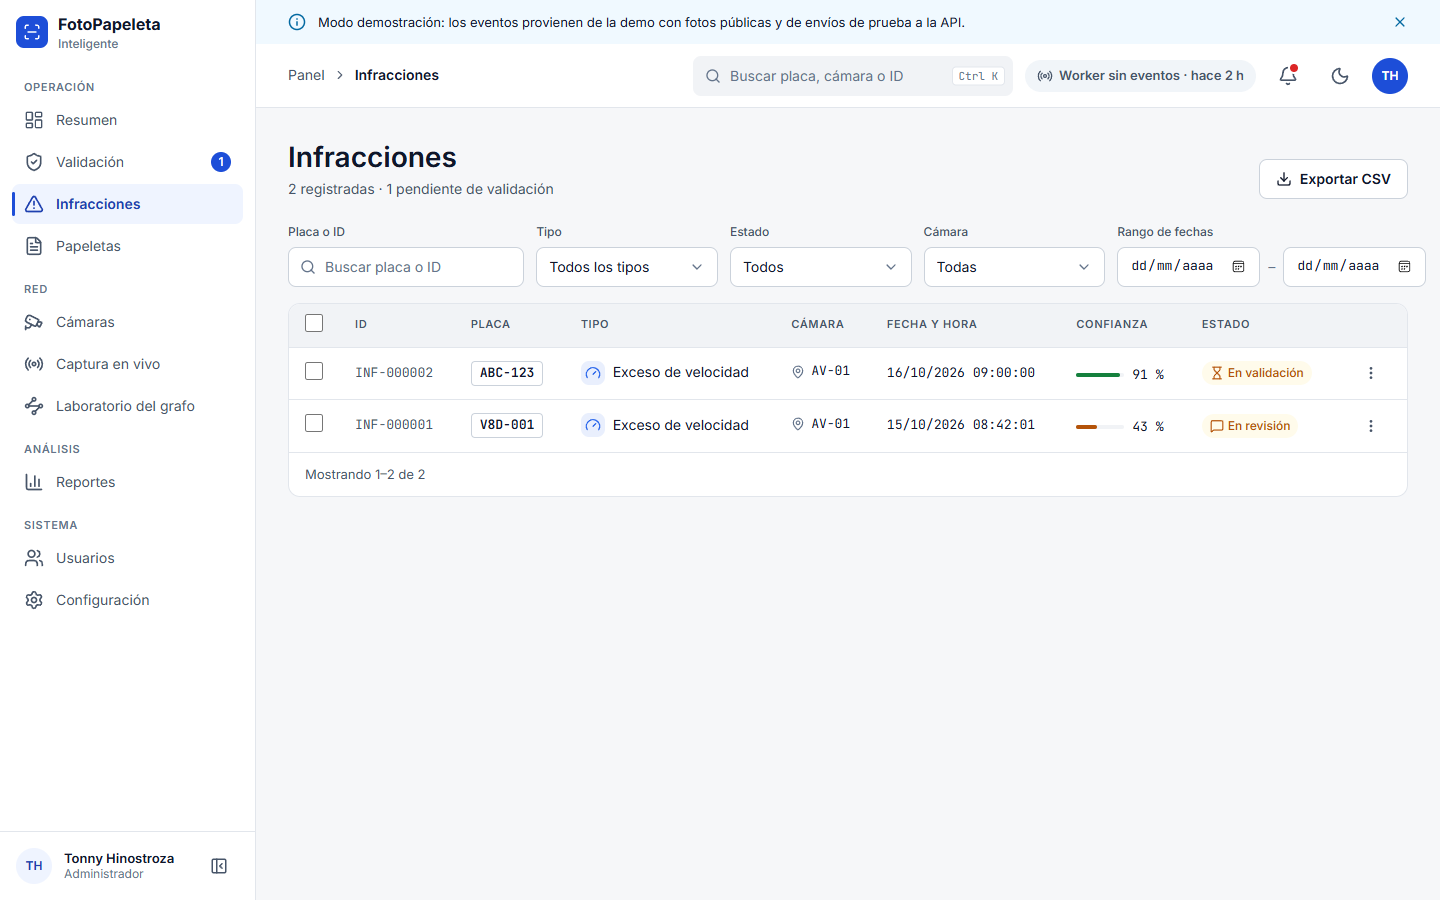 FotoPapeleta
Inteligente
OPERACIÓN
Resumen
Validación 1
Infracciones
Papeletas
RED
Cámaras
Captura en vivo
Laboratorio del grafo
ANÁLISIS
Reportes
SISTEMA
Usuarios
Configuración
TH Tonny Hinostroza
Administrador
Modo demostración: los eventos provienen de la demo con fotos públicas y de envíos de prueba a la API.
Panel Infracciones Buscar placa, cámara o ID Ctrl K Worker sin eventos · hace 2 h TH
Infracciones
2 registradas · 1 pendiente de validación
Exportar CSV
Placa o ID Tipo Estado Cámara Rango de fechas
Buscar placa o ID Todos los tipos Todos Todas dd/mm/aaaa – dd/mm/aaaa
ID PLACA TIPO CÁMARA FECHA Y HORA CONFIANZA ESTADO
INF-000002 ABC-123 Exceso de velocidad AV-01 16/10/2026 09:00:00 91 % En validación
INF-000001 V8D-001 Exceso de velocidad AV-01 15/10/2026 08:42:01 43 % En revisión
Mostrando 1–2 de 2